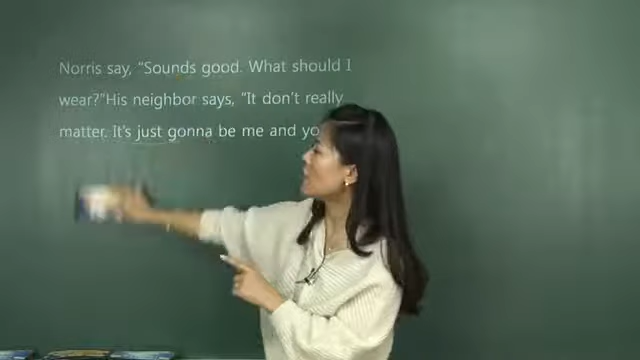 Norris say, “Sounds good. What should I
wear?”His neighbor says, “It don’t really
matter. It’s just gonna be me and